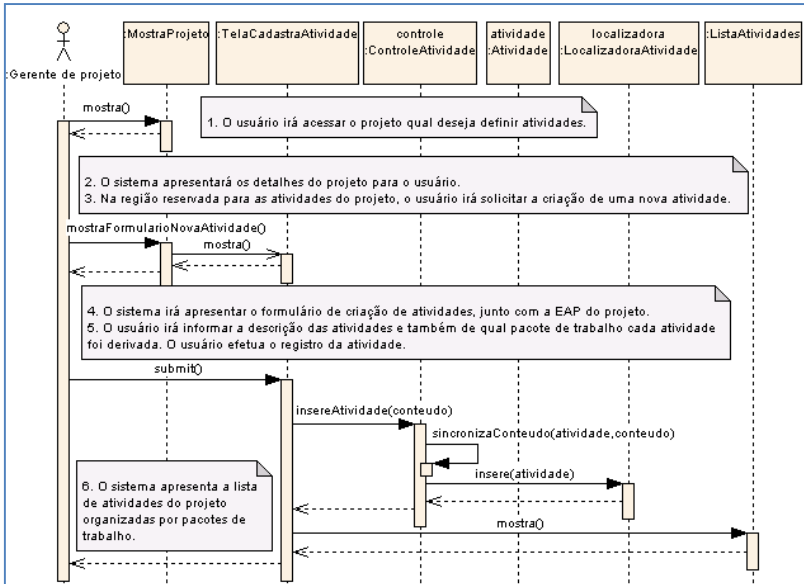 controle
atividade
localizadora
:MostraProjeto
:TelaCadastraAtividade
:ControleAtividade
:Atividade
:LocalizadoraAtividade
:ListaAtividades
:Gerente de projeto
mostra()
1. O usuário irá acessar o projeto qual deseja definir atividades.
2. O sistema apresentará os detalhes do projeto para o usuário.
3. Na região reservada para as atividades do projeto, o usuário irá solicitar a criação de uma nova atividade.
mostraFormularioNovaAtividade()
mostra()
4. O sistema irá apresentar o formulário de criação de atividades, junto com a EAP do projeto.
5. O usuário irá informar a descrição das atividades e também de qual pacote de trabalho cada atividade
foi derivada. O usuário efetua o registro da atividade.
submit()
insereAtividade(conteudo)
sincronizaConteudo(atividade,conteudo)
insere(atividade)
6. O sistema apresenta a lista
de atividades do projeto
organizadas por pacotes de
trabalho.
mostra()